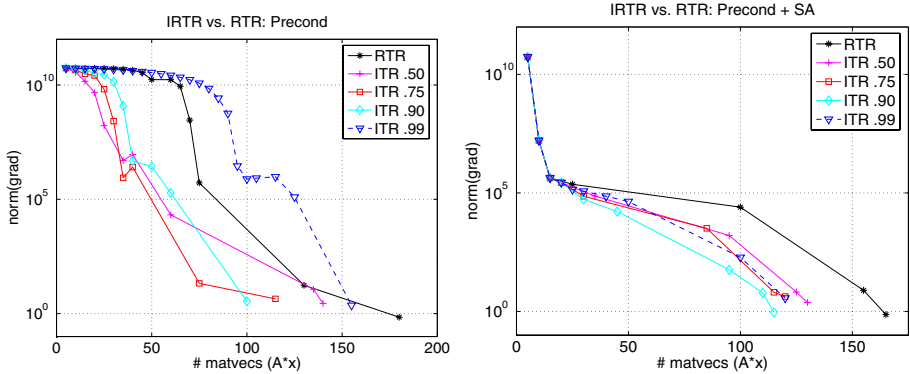 IRTR vs. RTR: Precond
norm(grad)
10^10
10^5
10^0
0
50
100
150
200
# matvecs (A*x)
RTR
ITR .50
ITR .75
ITR .90
ITR .99
IRTR vs. RTR: Precond + SA
norm(grad)
10^10
10^5
10^0
0
50
100
150
# matvecs (A*x)
RTR
ITR .50
ITR .75
ITR .90
ITR .99